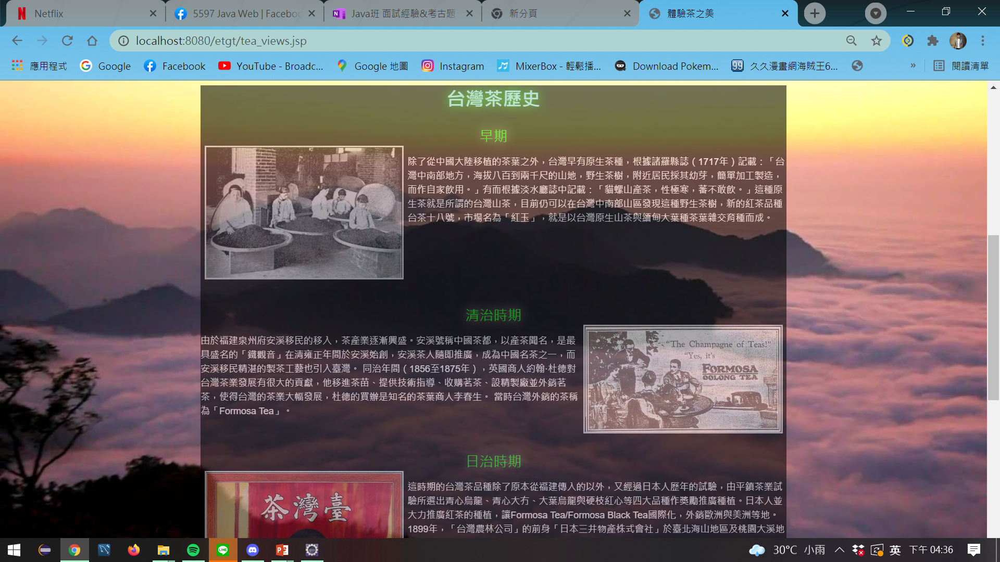 Netflix
5597 Java Web | Faceboo
Java班 面試經驗&考古題
新分頁
體驗茶之美
localhost:8080/etgt/tea_views.jsp
應用程式
Google
Facebook
YouTube - Broadc...
Google 地圖
Instagram
MixerBox - 輕鬆播...
Download Pokem...
久久漫畫網海賊王6...
»
閱讀清單
台灣茶歷史
早期
除了從中國大陸移植的茶葉之外，台灣早有原生茶種，根據諸羅縣誌（1717年）記載：「台
灣中南部地方，海拔八百到兩千尺的山地，野生茶樹，附近居民採其幼芽，簡單加工製造，
而作自家飲用。」有而根據淡水廳誌中記載：「貓螺山產茶，性極寒，蕃不敢飲。」這種原
生茶就是所謂的台灣山茶，目前仍可以在台灣中南部山區發現這種野生茶樹，新的紅茶品種
台茶十八號，市場名為「紅玉」，就是以台灣原生山茶與緬甸大葉種茶葉雜交育種而成。
清治時期
由於福建泉州府安溪移民的移入，茶產業逐漸興盛。安溪號稱中國茶都，以產茶聞名，是最
具盛名的「鐵觀音」在清雍正年間於安溪始創，安溪茶人隨即推廣，成為中國名茶之一，而
安溪移民精湛的製茶工藝也引入臺灣。 同治年間（1856至1875年），英國商人約翰·杜德對
台灣茶業發展有很大的貢獻，他移進茶苗、提供技術指導、收購茗茶、設精製廠並外銷茗
茶，使得台灣的茶業大幅發展，杜德的買辦是知名的茶葉商人李春生。 當時台灣外銷的茶稱
為「Formosa Tea」。
"The Champagne of Teas!"
"Yes, it's
FORMOSA
OOLONG TEA
日治時期
茶灣臺
這時期的台灣茶品種除了原本從福建傳入的以外，又經過日本人歷年的試驗，由平鎮茶業試
驗所選出青心烏龍、青心大冇、大葉烏龍與硬枝紅心等四大品種作獎勵推廣種植。日本人並
大力推廣紅茶的種植，讓Formosa Tea/Formosa Black Tea國際化，外銷歐洲與美洲等地。
1899年，「台灣農林公司」的前身「日本三井物產株式會社」於臺北海山地區及桃園大溪地
30°C 小雨
英
下午 04:36